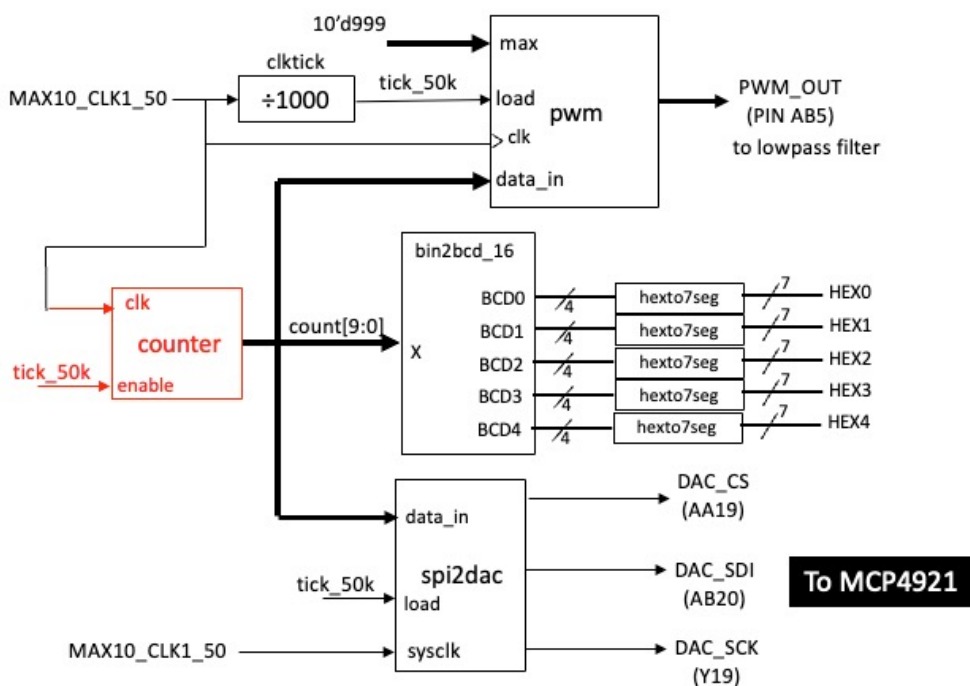 10'd999
clktick
MAX10_CLK1_50
÷1000
tick_50k
max
load
clk
data_in
pwm
PWM_OUT
(PIN AB5)
to lowpass filter
clk
counter
tick_50k
enable
count[9:0]
bin2bcd_16
X
BCD0
BCD1
BCD2
BCD3
BCD4
4
4
4
4
4
hexto7seg
hexto7seg
hexto7seg
hexto7seg
hexto7seg
7
7
7
7
7
HEX0
HEX1
HEX2
HEX3
HEX4
data_in
spi2dac
tick_50k
load
MAX10_CLK1_50
sysclk
DAC_CS
(AA19)
DAC_SDI
(AB20)
DAC_SCK
(Y19)
To MCP4921